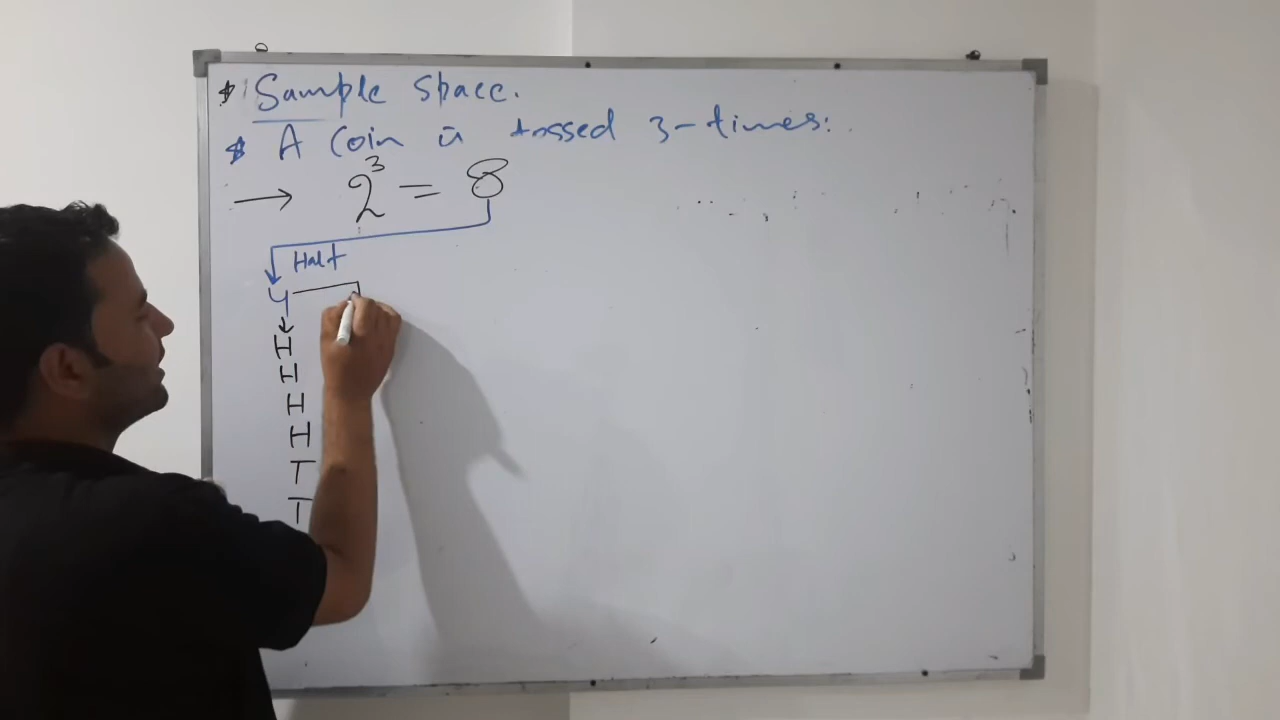 * Sample space.
* A coin is tossed 3-times:
→ 2³ = 8
Half
4
H
H
H
H
T
T